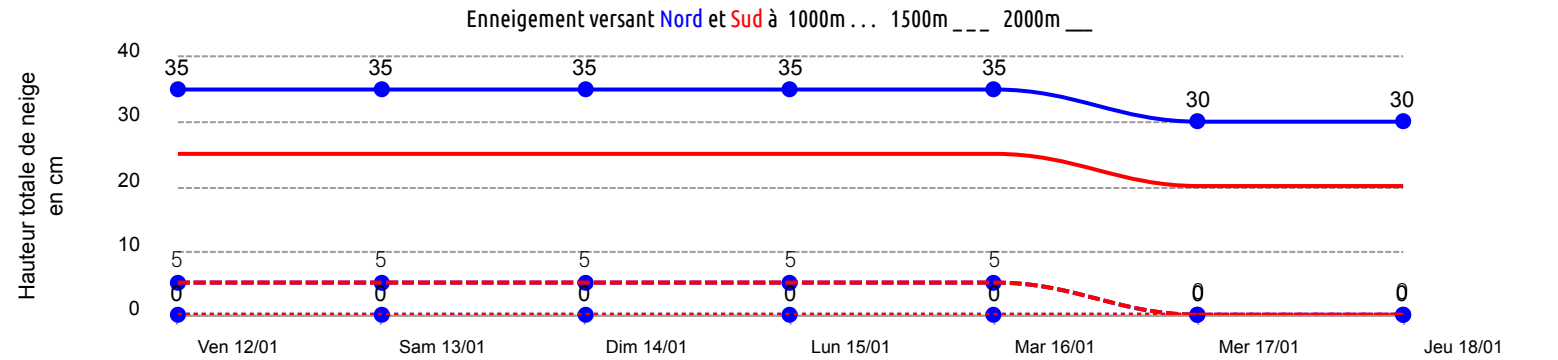 Enneigement versant Nord et Sud à 1000m . . . 1500m _ _ _ 2000m __
Hauteur totale de neige
en cm
40
35 35 35 35 35
30 30 30
20
10
5 5 5 5 5
0 0 0 0 0 0 0
0
Ven 12/01 Sam 13/01 Dim 14/01 Lun 15/01 Mar 16/01 Mer 17/01 Jeu 18/01